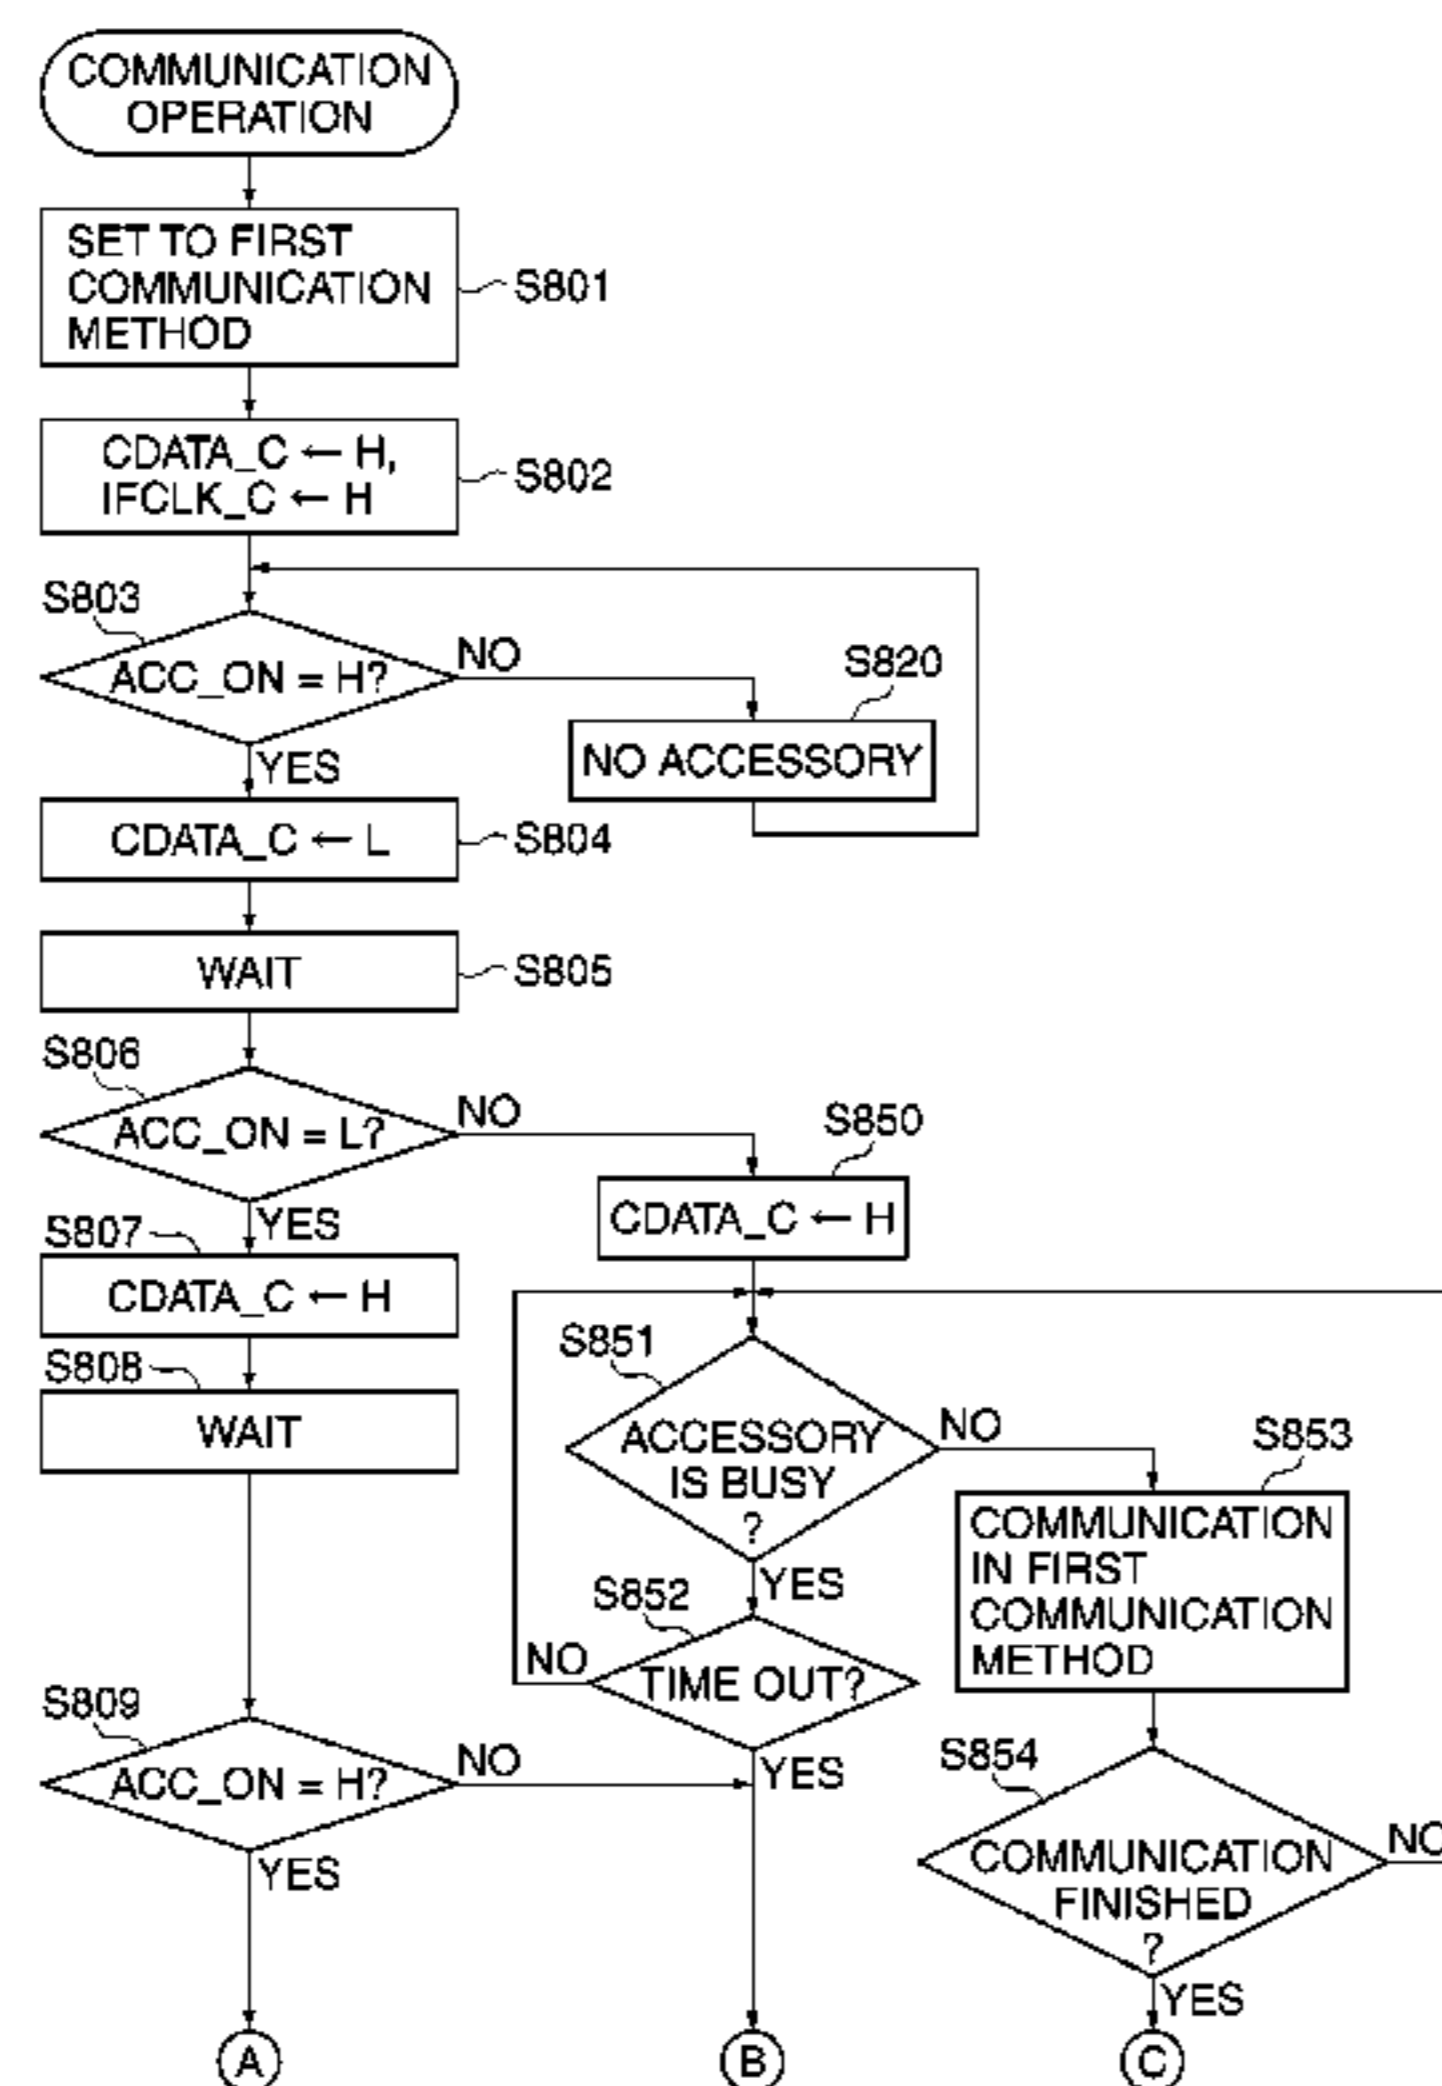 COMMUNICATION
OPERATION
SET TO FIRST
COMMUNICATION
METHOD
S801
CDATA_C ← H,
IFCLK_C ← H
S802
S803
ACC_ON = H?
NO
YES
S820
NO ACCESSORY
CDATA_C ← L
S804
WAIT
S805
S806
ACC_ON = L?
NO
YES
S850
CDATA_C ← H
S807
CDATA_C ← H
S808
WAIT
S851
ACCESSORY
IS BUSY
?
NO
YES
S853
COMMUNICATION
IN FIRST
COMMUNICATION
METHOD
S852
TIME OUT?
NO
YES
S809
ACC_ON = H?
NO
YES
S854
COMMUNICATION
FINISHED
?
NO
YES
A
B
C